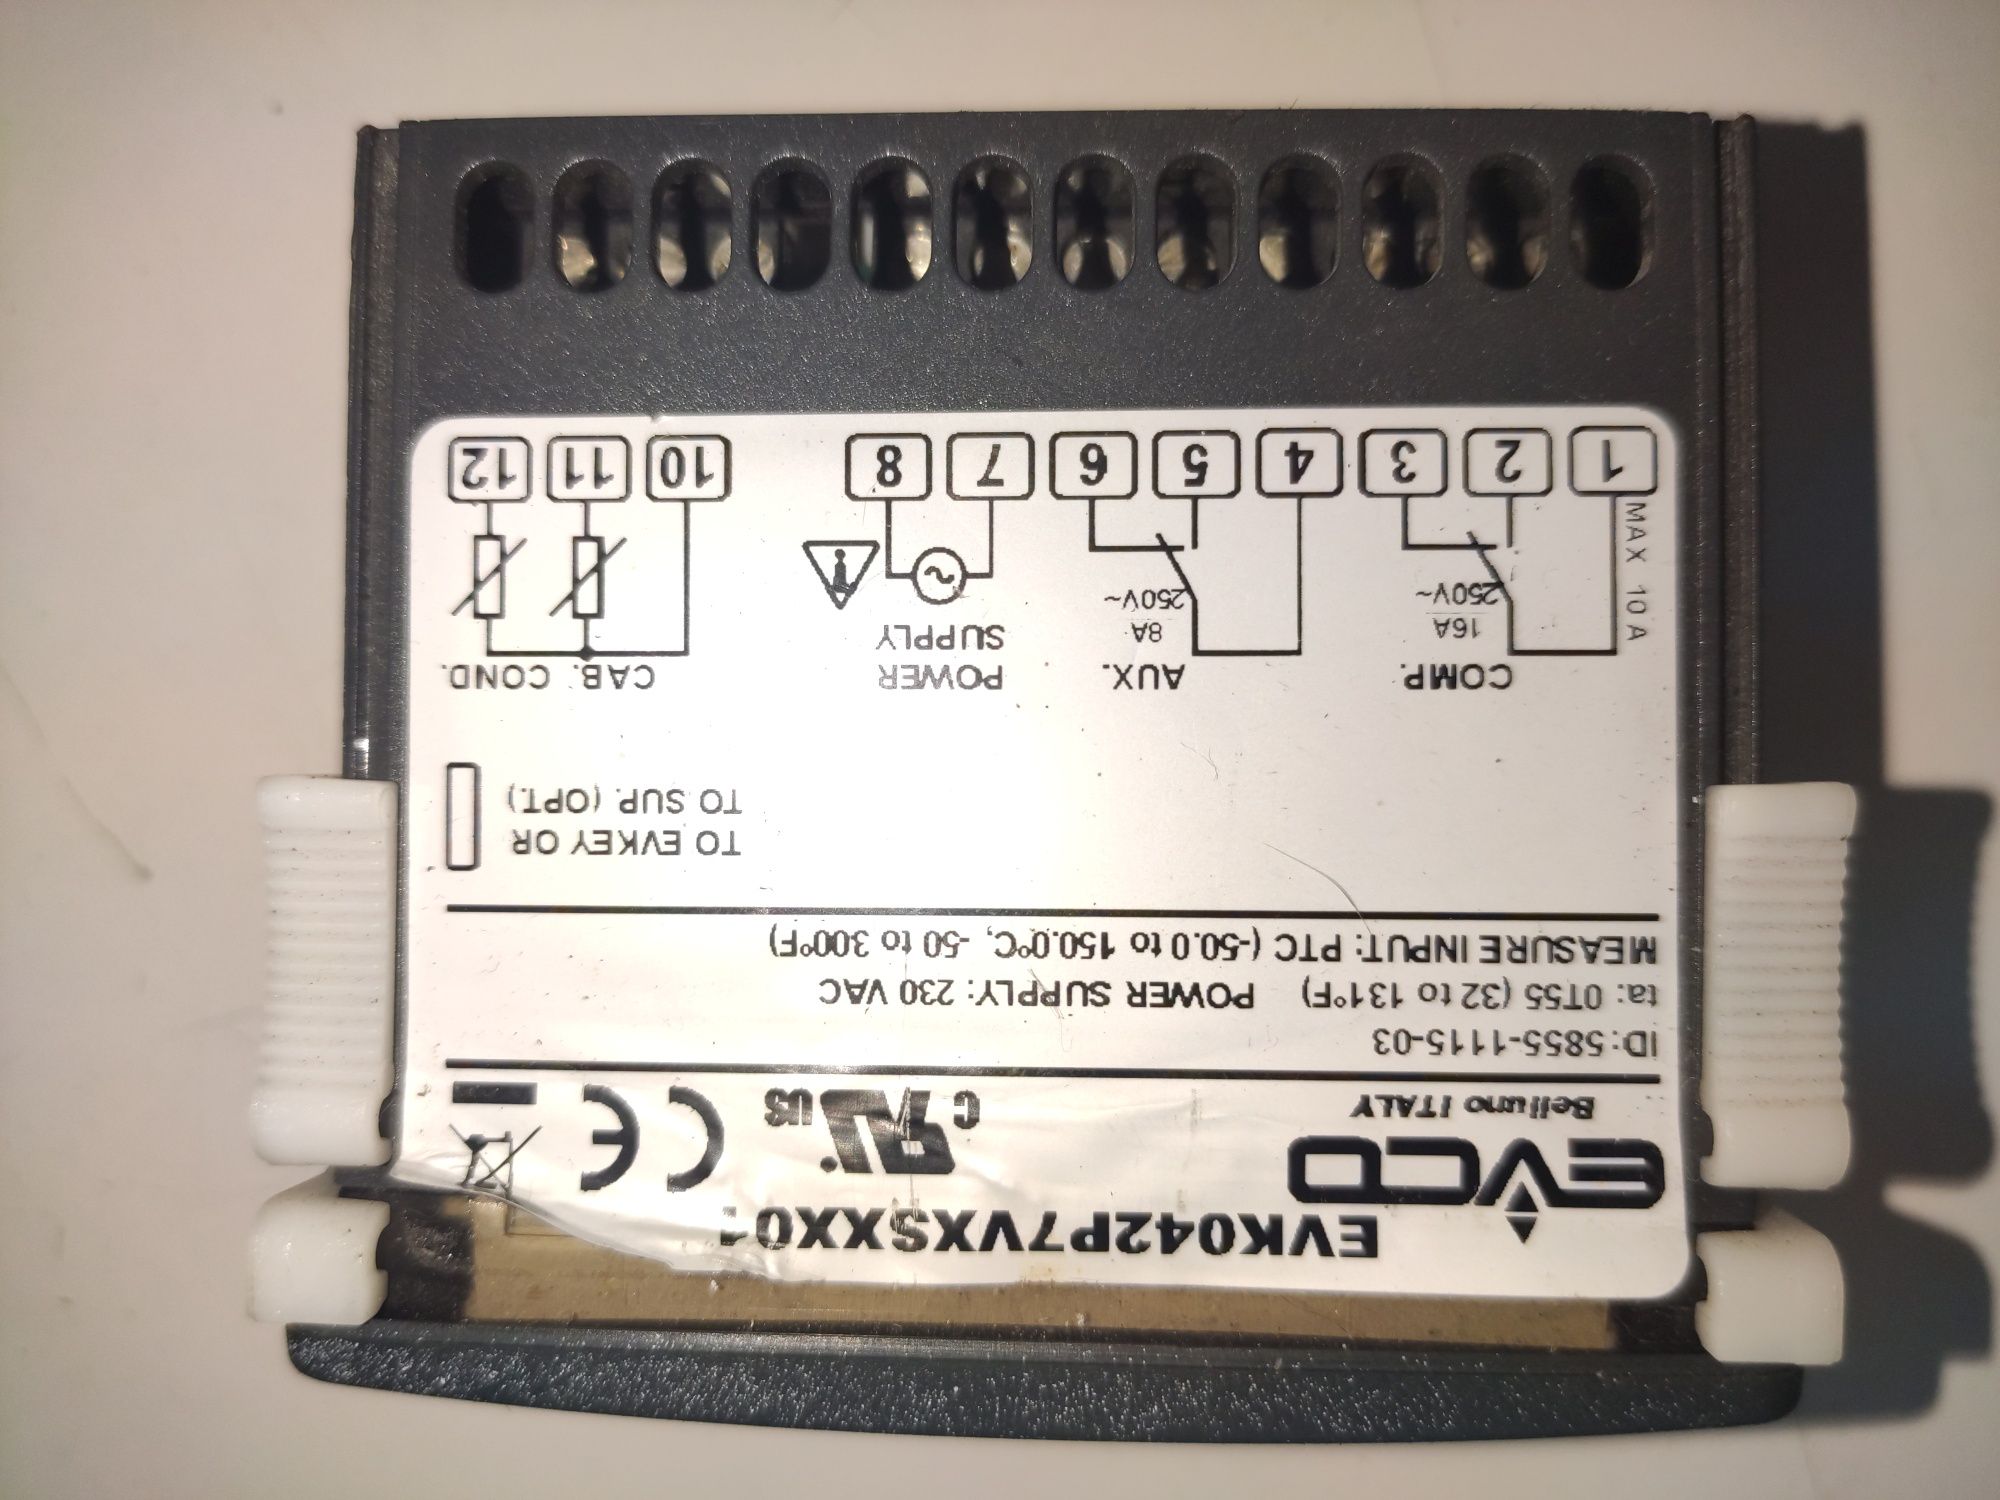 EVK042P7VXSXX01
EVCO
Belluno ITALY
C UL US
CE
ID:5855-1115-03
ta: 0T55 (32 to 131°F) POWER SUPPLY: 230 VAC
MEASURE INPUT: PTC (-50.0 to 150.0°C, -50 to 300°F)
TO EVKEY OR
TO SUP. (OPT.)
COMP. AUX. POWER SUPPLY CAB. COND.
16A 250V~
8A 250V~
MAX 10 A
1 2 3 4 5 6 7 8 10 11 12